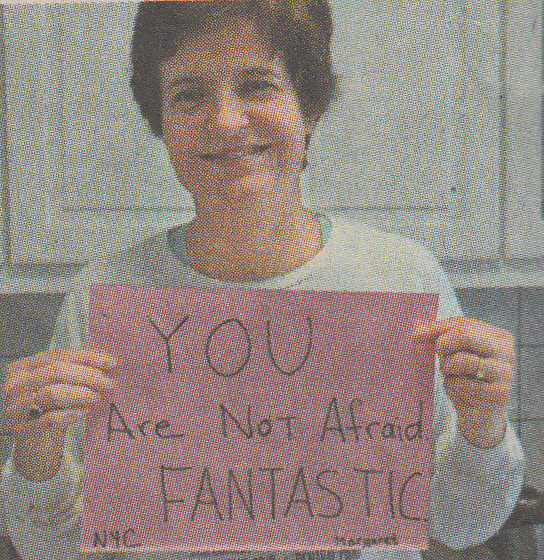 YOU
Are Not Afraid
FANTASTIC
NYC Margaret